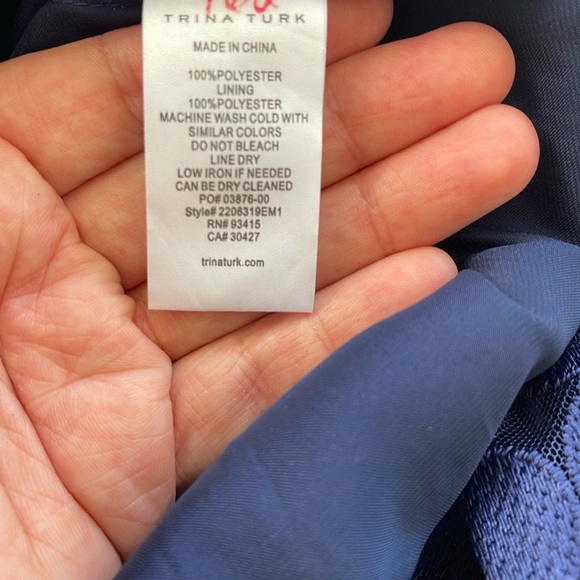 TRINA TURK
MADE IN CHINA
100%POLYESTER
LINING
100%POLYESTER
MACHINE WASH COLD WITH
SIMILAR COLORS
DO NOT BLEACH
LINE DRY
LOW IRON IF NEEDED
CAN BE DRY CLEANED
PO# 03876-00
Style# 2206319EM1
RN# 93415
CA# 30427
trinaturk.com